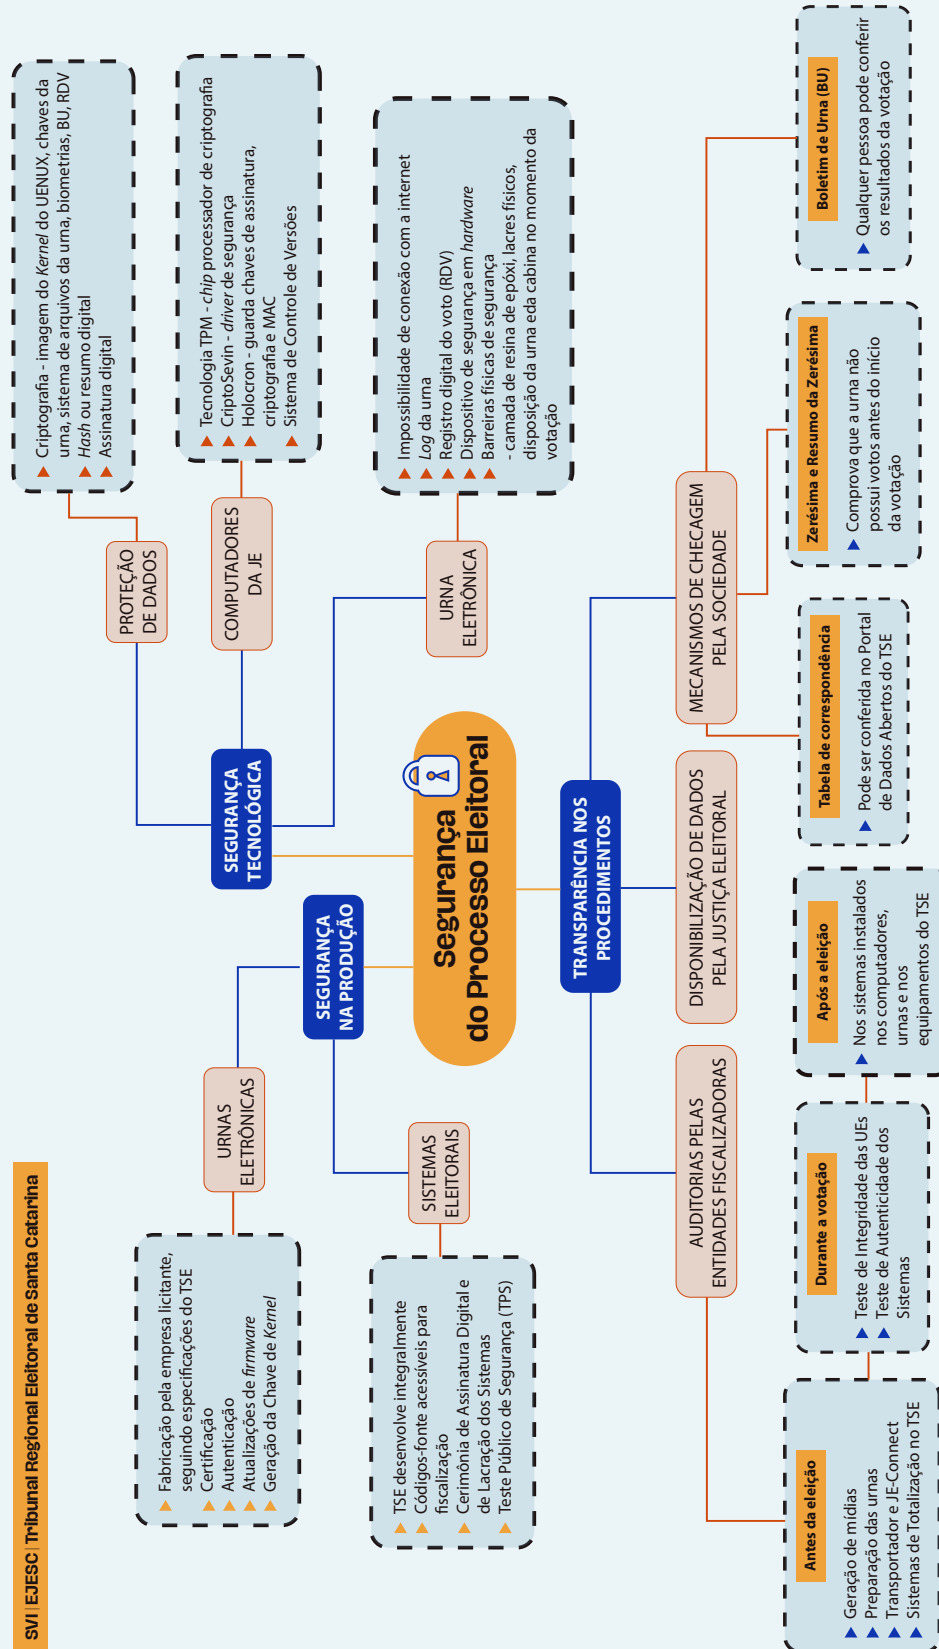 SVI | EJESC | Tribunal Regional Eleitoral de Santa Catarina
Segurança
do Processo Eleitoral
SEGURANÇA
NA PRODUÇÃO
URNAS
ELETRÔNICAS
Fabricação pela empresa licitante,
seguindo especificações do TSE
Certificação
Autenticação
Atualizações de firmware
Geração da Chave de Kernel
SISTEMAS
ELEITORAIS
TSE desenvolve integralmente
Códigos-fonte acessíveis para
fiscalização
Cerimônia de Assinatura Digital e
de Lacração dos Sistemas
Teste Público de Segurança (TPS)
SEGURANÇA
TECNOLÓGICA
PROTEÇÃO
DE DADOS
Criptografia - imagem do Kernel do UENUX, chaves da
urna, sistema de arquivos da urna, biometrias, BU, RDV
Hash ou resumo digital
Assinatura digital
COMPUTADORES
DA JE
Tecnologia TPM - chip processador de criptografia
CriptoSevin - driver de segurança
Holocron - guarda chaves de assinatura,
criptografia e MAC
Sistema de Controle de Versões
URNA
ELETRÔNICA
Impossibilidade de conexão com a internet
Log da urna
Registro digital do voto (RDV)
Dispositivo de segurança em hardware
Barreiras físicas de segurança
- camada de resina de epóxi, lacres físicos,
disposição da urna eda cabina no momento da
votação
TRANSPARÊNCIA NOS
PROCEDIMENTOS
AUDITORIAS PELAS
ENTIDADES FISCALIZADORAS
Antes da eleição
Geração de mídias
Preparação das urnas
Transportador e JE-Connect
Sistemas de Totalização no TSE
Durante a votação
Teste de Integridade das UEs
Teste de Autenticidade dos
Sistemas
Após a eleição
Nos sistemas instalados
nos computadores,
urnas e nos
equipamentos do TSE
DISPONIBILIZAÇÃO DE DADOS
PELA JUSTIÇA ELEITORAL
MECANISMOS DE CHECAGEM
PELA SOCIEDADE
Tabela de correspondência
Pode ser conferida no Portal
de Dados Abertos do TSE
Zerésima e Resumo da Zerésima
Comprova que a urna não
possui votos antes do início
da votação
Boletim de Urna (BU)
Qualquer pessoa pode conferir
os resultados da votação